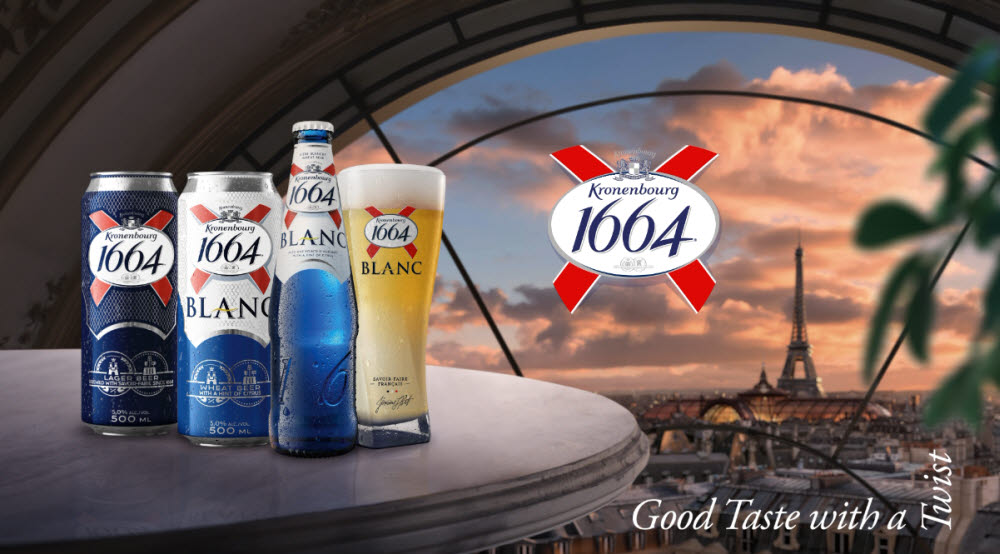 Kronenbourg
1664
LAGER BEER
5.0% ALC/VOL
500 ML
Kronenbourg
1664
BLANC
WHEAT BEER
WITH A HINT OF CITRUS
5.0% ALC/VOL
500 ML
Kronenbourg
1664
BLANC
Kronenbourg
1664
BLANC
SAVOIR-FAIRE
FRANÇAIS
Kronenbourg
1664
Good Taste with a
Twist